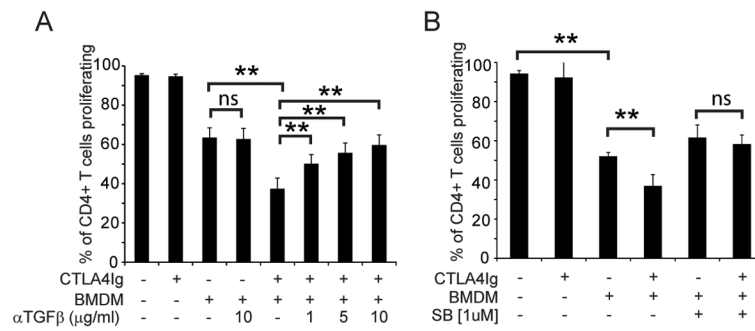 A
% of CD4+ T cells proliferating
100
80
60
40
20
0
**
ns
**
**
**
CTLA4Ig - + - - + + + +
BMDM - - + + + + + +
αTGFβ (μg/ml) - - - 10 - 1 5 10
B
% of CD4+ T cells proliferating
100
80
60
40
20
0
**
**
ns
CTLA4Ig - + - + - +
BMDM - - + + + +
SB [1uM] - - - - + +